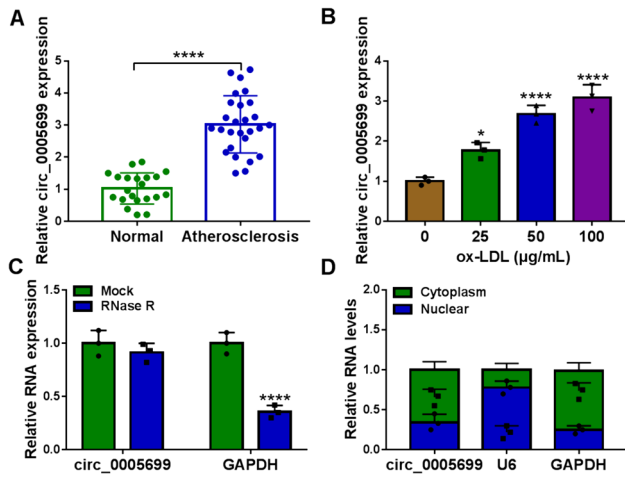 A
Relative circ_0005699 expression
5
4
3
2
1
0
****
Normal
Atherosclerosis
B
Relative circ_0005699 expression
4
3
2
1
0
*
****
****
0
25
50
100
ox-LDL (μg/mL)
C
Relative RNA expression
1.5
1.0
0.5
0.0
Mock
RNase R
****
circ_0005699
GAPDH
D
Relative RNA levels
2.0
1.5
1.0
0.5
0.0
Cytoplasm
Nuclear
circ_0005699
U6
GAPDH